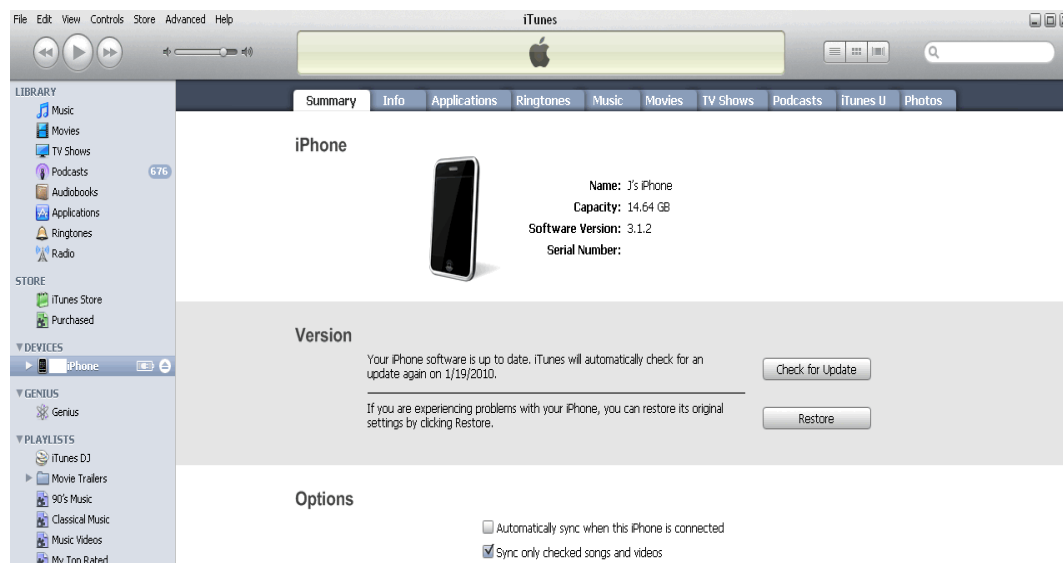 File Edit View Controls Store Advanced Help
iTunes
LIBRARY
Music
Movies
TV Shows
Podcasts 676
Audiobooks
Applications
Ringtones
Radio
STORE
iTunes Store
Purchased
DEVICES
iPhone
GENIUS
Genius
PLAYLISTS
iTunes DJ
Movie Trailers
90's Music
Classical Music
Music Videos
My Top Rated
Summary Info Applications Ringtones Music Movies TV Shows Podcasts iTunes U Photos
iPhone
Name: J's iPhone
Capacity: 14.64 GB
Software Version: 3.1.2
Serial Number:
Version
Your iPhone software is up to date. iTunes will automatically check for an
update again on 1/19/2010.
Check for Update
If you are experiencing problems with your iPhone, you can restore its original
settings by clicking Restore.
Restore
Options
Automatically sync when this iPhone is connected
Sync only checked songs and videos